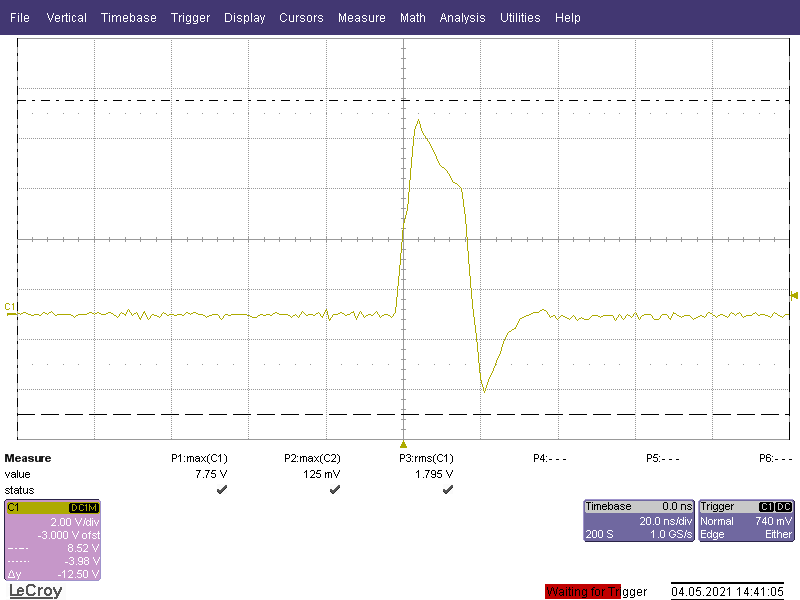 File Vertical Timebase Trigger Display Cursors Measure Math Analysis Utilities Help
C1
Measure P1:max(C1) P2:max(C2) P3:rms(C1) P4:- - - P5:- - - P6:- - -
value 7.75 V 125 mV 1.795 V
status
C1 DC1M
2.00 V/div
-3.000 V ofst
8.52 V
-3.98 V
Δy -12.50 V
Timebase 0.0 ns
20.0 ns/div
200 S 1.0 GS/s
Trigger C1 DC
Normal 740 mV
Edge Either
LeCroy
Waiting for Trigger
04.05.2021 14:41:05